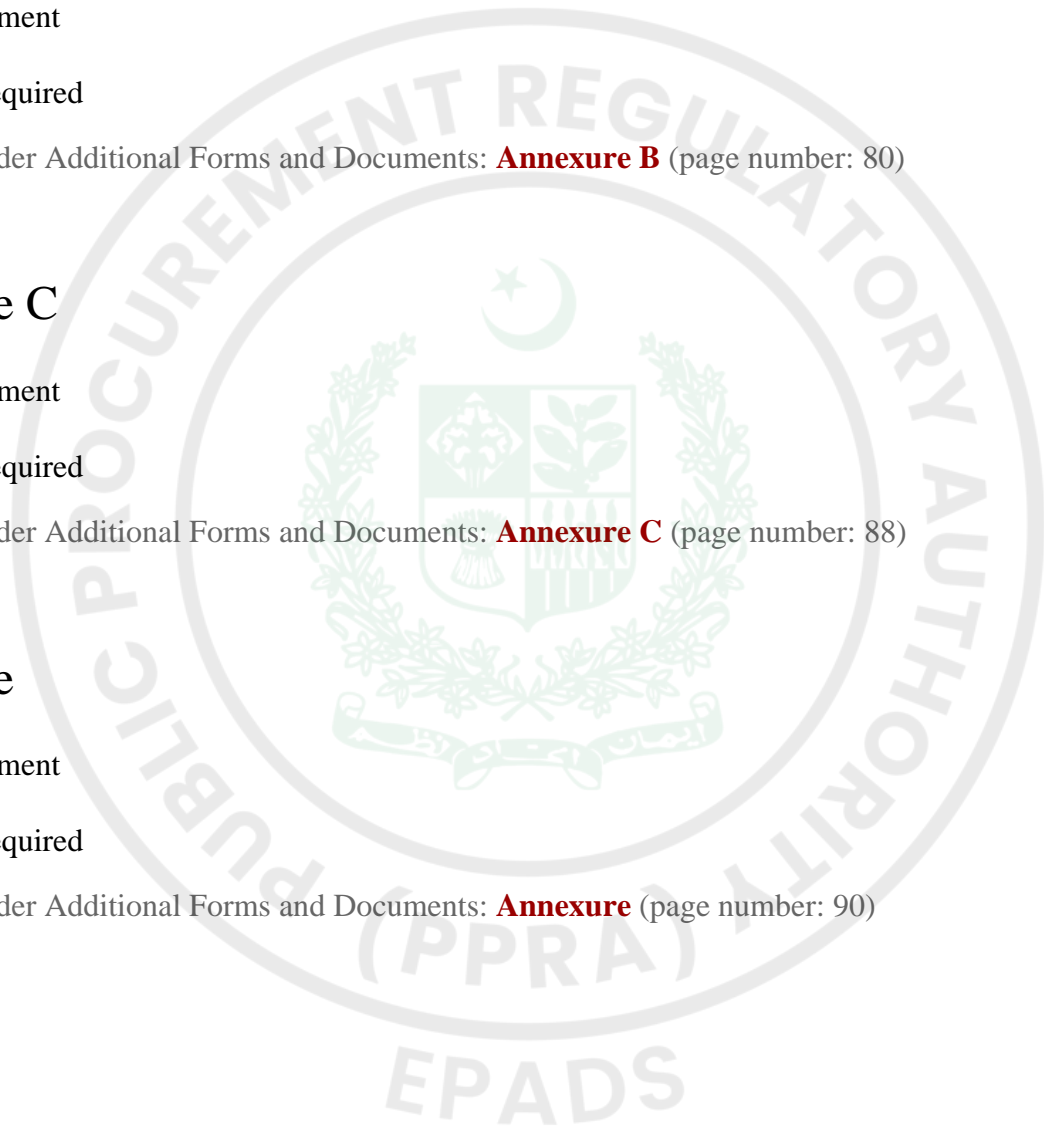 ment
quired
der Additional Forms and Documents: Annexure B (page number: 80)
e C
ment
quired
der Additional Forms and Documents: Annexure C (page number: 88)
e
ment
quired
der Additional Forms and Documents: Annexure (page number: 90)
PUBLIC PROCUREMENT REGULATORY AUTHORITY
(PPRA)
EPADS